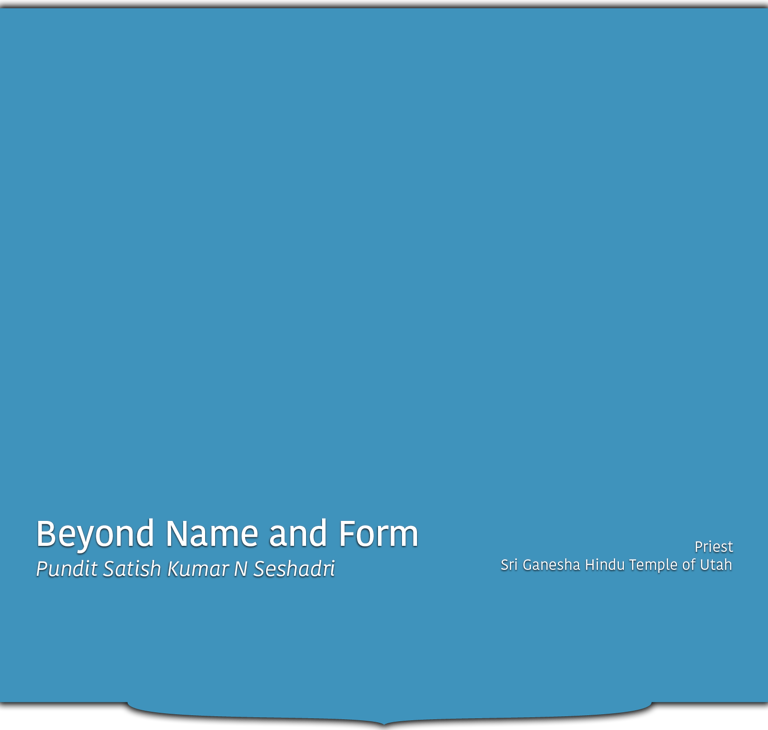 Beyond Name and Form
Pundit Satish Kumar N Seshadri
Priest
Sri Ganesha Hindu Temple of Utah